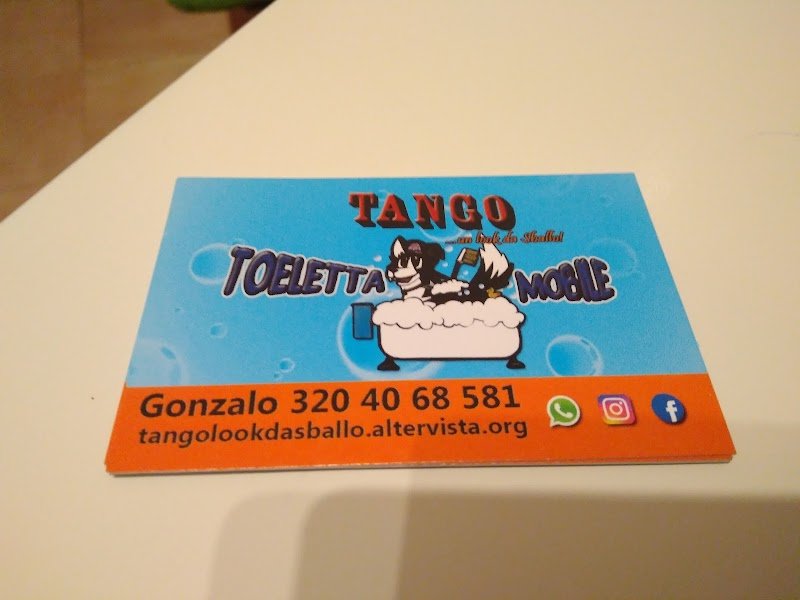 TANGO
...un look da Sballo!
TOELETTA MOBILE
Gonzalo 320 40 68 581
tangolookdasballo.altervista.org